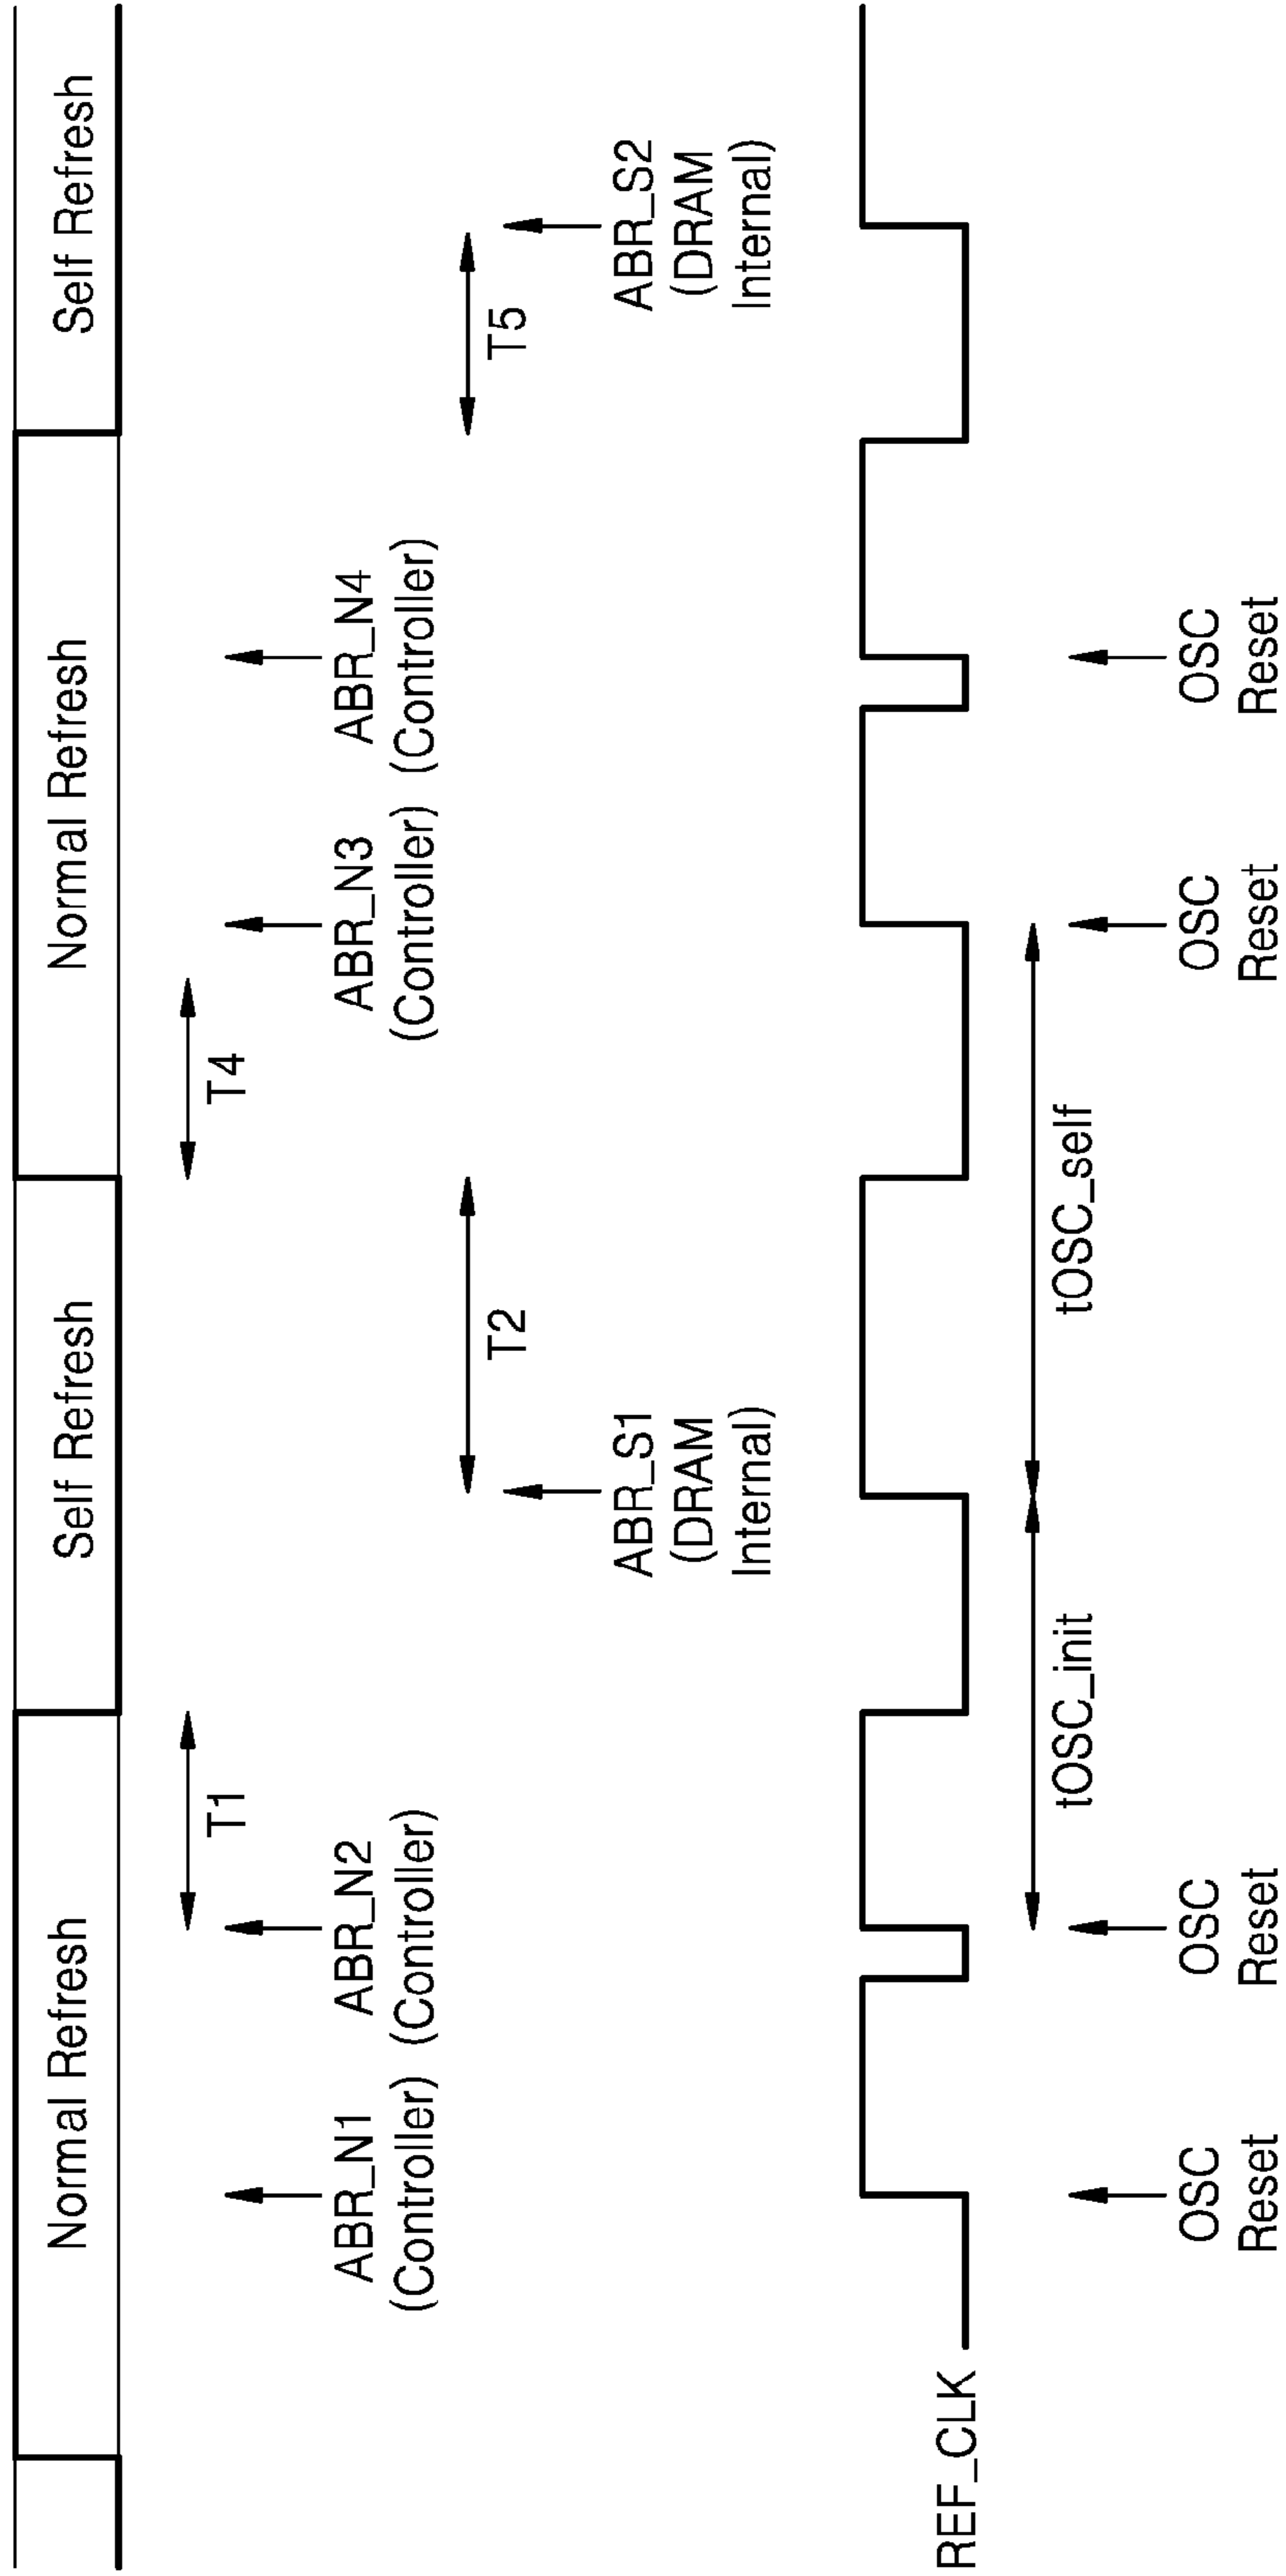 Normal Refresh
Self Refresh
Normal Refresh
Self Refresh
T1
T4
ABR_N1
(Controller)
ABR_N2
(Controller)
ABR_N3
(Controller)
ABR_N4
(Controller)
T2
T5
ABR_S1
(DRAM
Internal)
ABR_S2
(DRAM
Internal)
REF_CLK
tOSC_init
tOSC_self
OSC
Reset
OSC
Reset
OSC
Reset
OSC
Reset